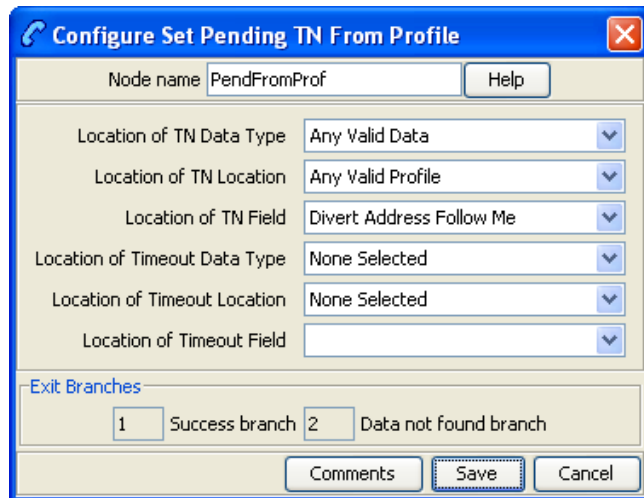 Configure Set Pending TN From Profile
Node name PendFromProf Help
Location of TN Data Type Any Valid Data
Location of TN Location Any Valid Profile
Location of TN Field Divert Address Follow Me
Location of Timeout Data Type None Selected
Location of Timeout Location None Selected
Location of Timeout Field
Exit Branches
1 Success branch 2 Data not found branch
Comments Save Cancel